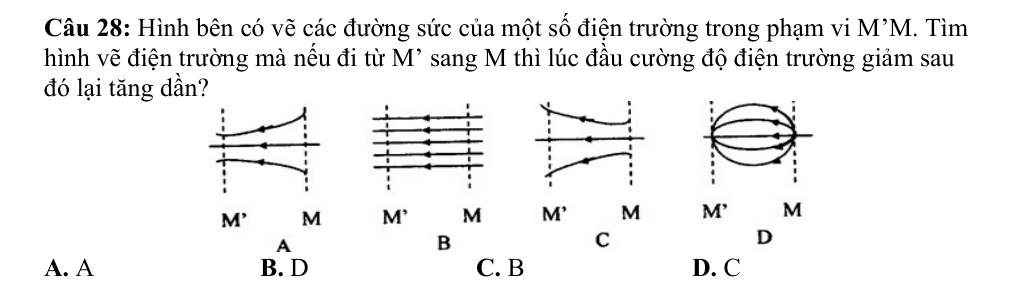 Câu 28: Hình bên có vẽ các đường sức của một số điện trường trong phạm vi M’M. Tìm
hình vẽ điện trường mà nếu đi từ M’ sang M thì lúc đầu cường độ điện trường giảm sau
đó lại tăng dần?
M’ M M’ M M’ M M’ M
A B C D
A. A B. D C. B D. C